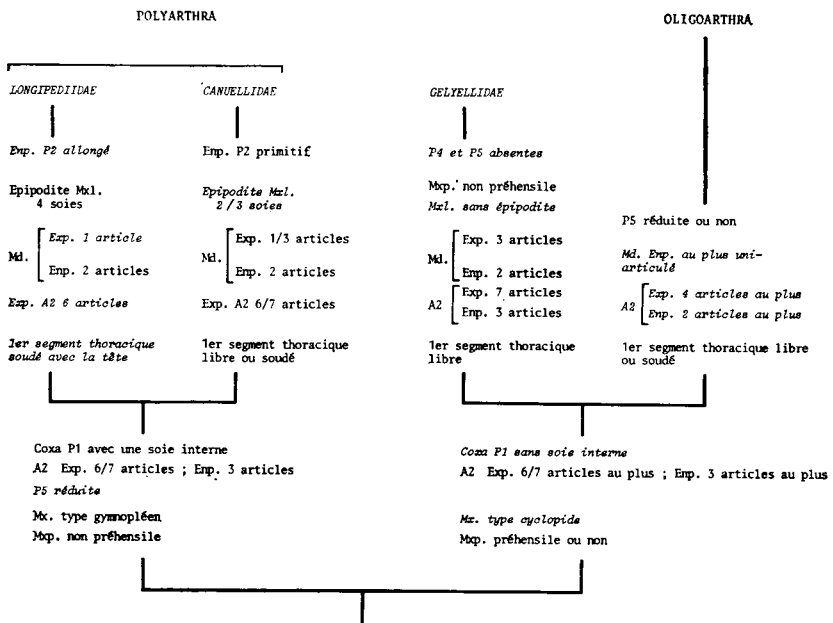 POLYARTHRA
OLIGOARTHRA
LONGIPEDIIDAE
Enp. P2 allongé
Epipodite Mxl.
4 soies
Md.
Exp. 1 article
Enp. 2 articles
Exp. A2 6 articles
1er segment thoracique
soudé avec la tête
CANUELLIDAE
Enp. P2 primitif
Epipodite Mxl.
2/3 soies
Md.
Exp. 1/3 articles
Enp. 2 articles
Exp. A2 6/7 articles
1er segment thoracique
libre ou soudé
GELYELLIDAE
P4 et P5 absentes
Mxp. non préhensile
Mxl. sans épipodite
Md.
Exp. 3 articles
Enp. 2 articles
A2
Exp. 7 articles
Enp. 3 articles
1er segment thoracique
libre
P5 réduite ou non
Md. Enp. au plus uni-
articulé
A2
Exp. 4 articles au plus
Enp. 2 articles au plus
1er segment thoracique libre
ou soudé
Coxa P1 avec une soie interne
A2 Exp. 6/7 articles ; Enp. 3 articles
P5 réduite
Mx. type gymnopléen
Mxp. non préhensile
Coxa P1 sans soie interne
A2 Exp. 6/7 articles au plus ; Enp. 3 articles au plus
Mx. type cyclopide
Mxp. préhensile ou non